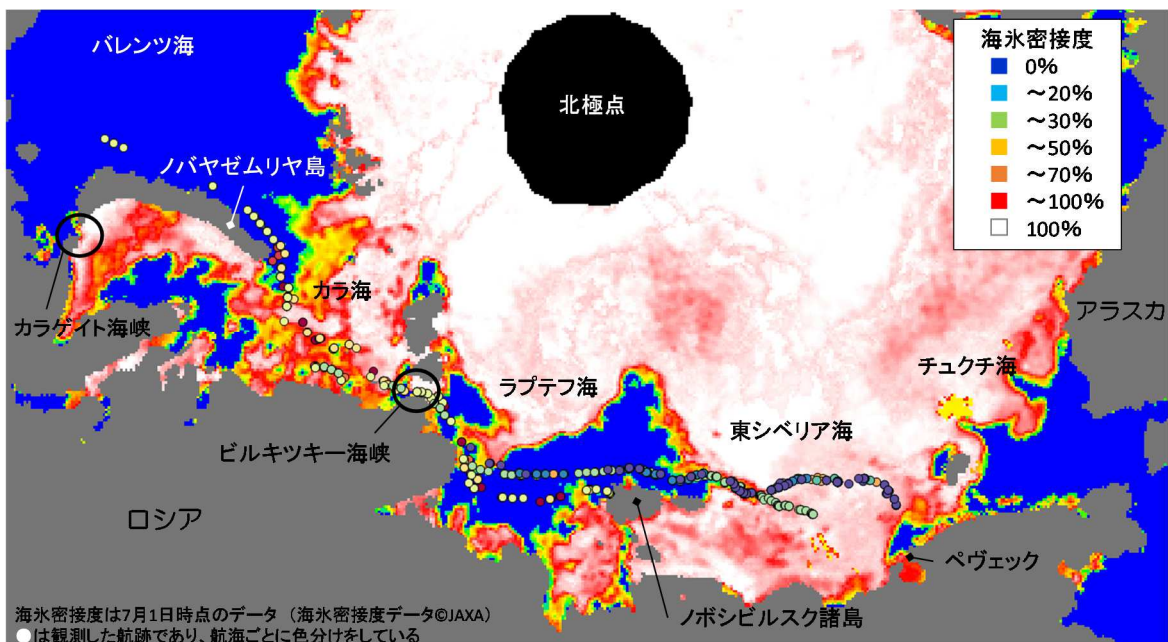 バレンツ海
北極点
海氷密接度
0%
～20%
～30%
～50%
～70%
～100%
100%
ノバヤゼムリヤ島
カラ海
カラゲイト海峡
アラスカ
チュクチ海
ラプテフ海
東シベリア海
ビルキツキー海峡
ロシア
ペヴェック
ノボシビルスク諸島
海氷密接度は7月1日時点のデータ（海氷密接度データ©JAXA）
●は観測した航跡であり、航海ごとに色分けをしている